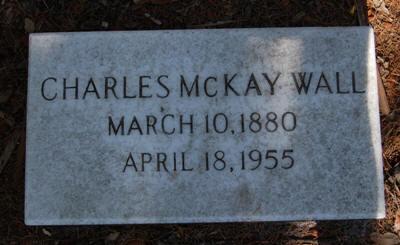 CHARLES MCKAY WALL
MARCH 10, 1880
APRIL 18, 1955